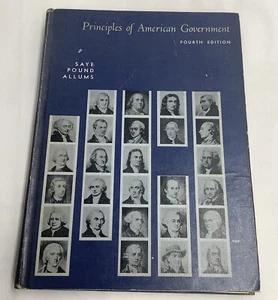 Principles of American Government
FOURTH EDITION
SAYE
POUND
ALLUMS